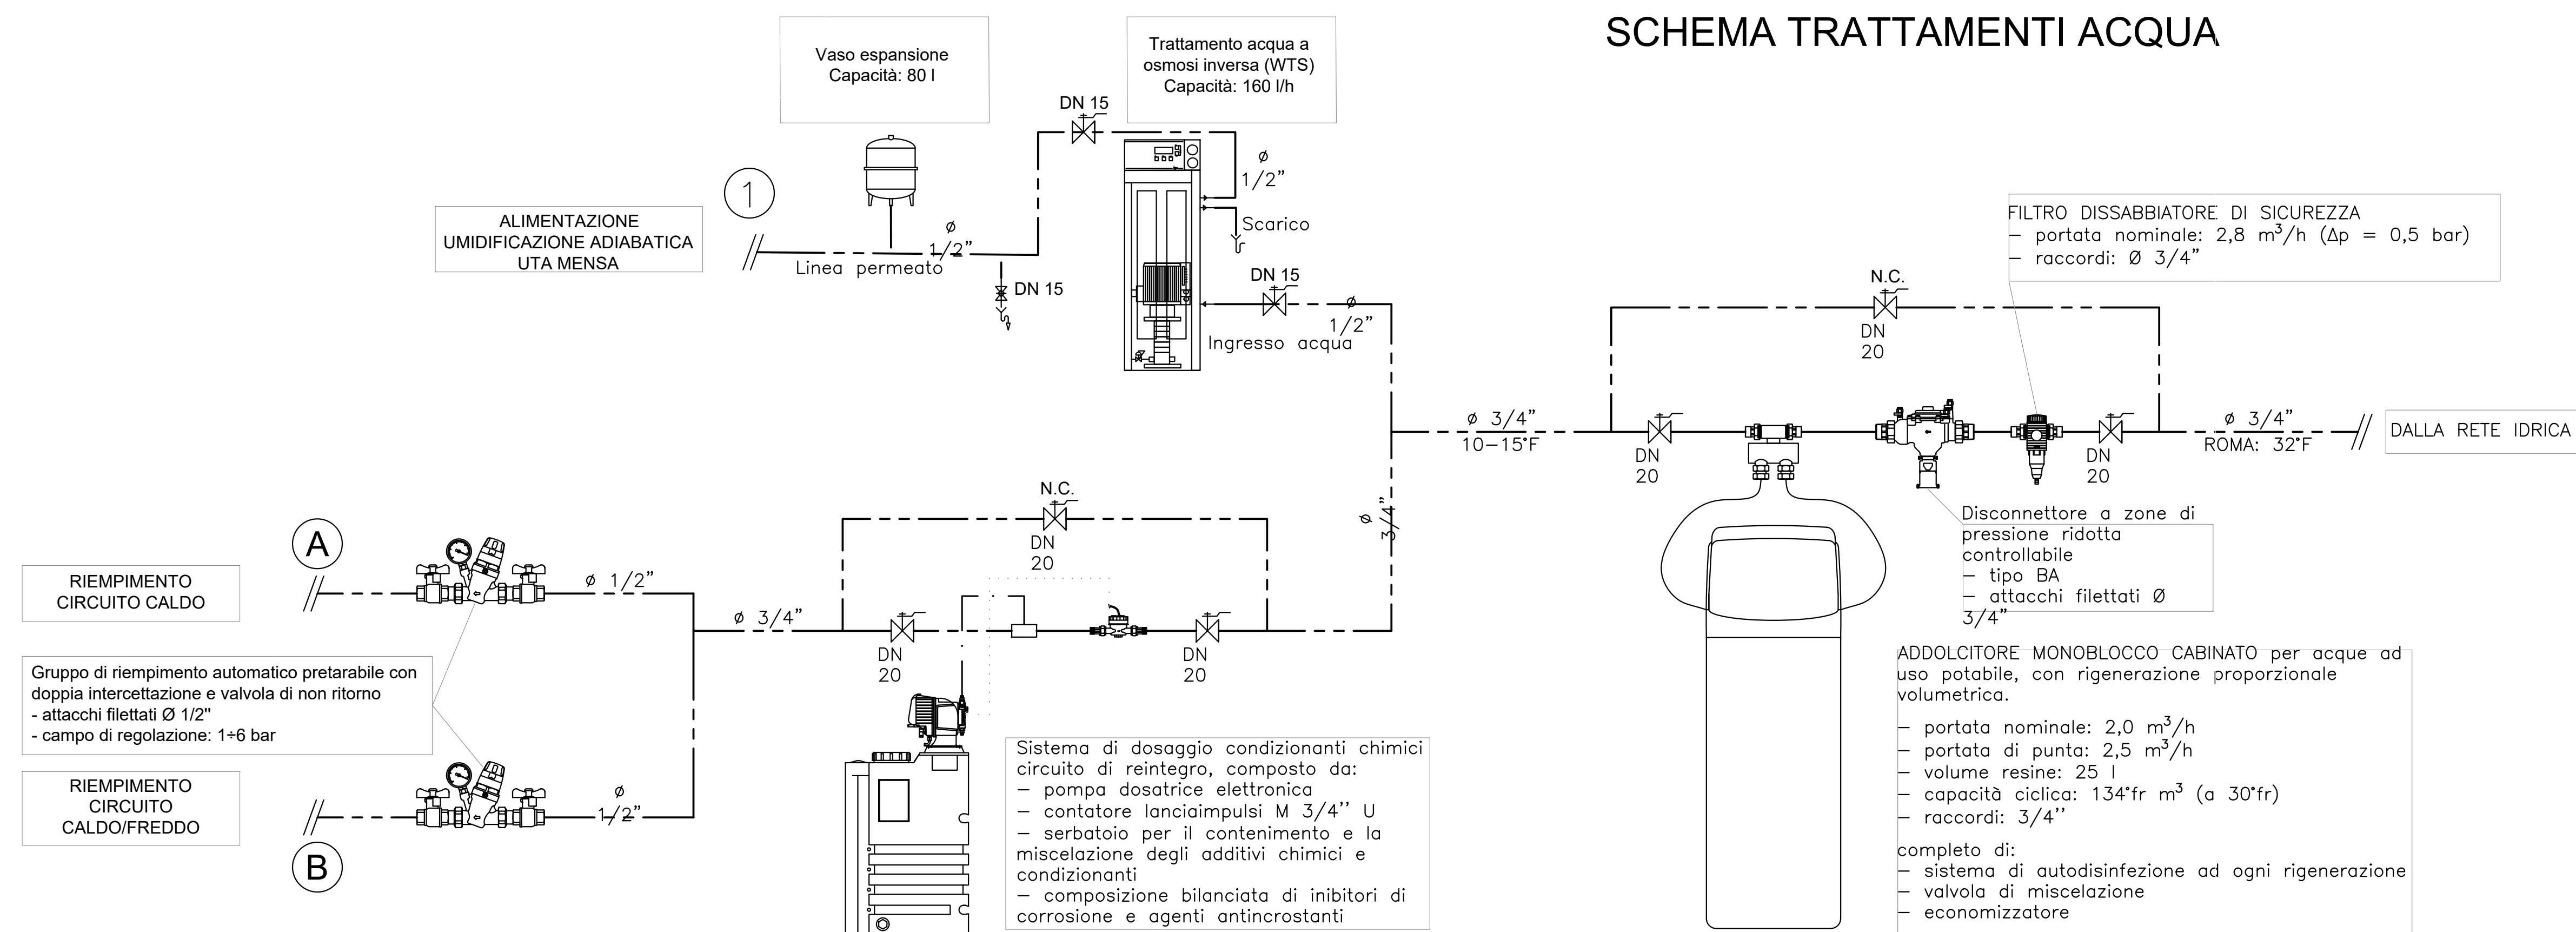 SCHEMA TRATTAMENTI ACQUA
Vaso espansione
Capacità: 80 l
Trattamento acqua a
osmosi inversa (WTS)
Capacità: 160 l/h
DN 15
ø
1/2"
Scarico
1
ALIMENTAZIONE
UMIDIFICAZIONE ADIABATICA
UTA MENSA
ø
1/2"
Linea permeato
DN 15
DN 15
ø
1/2"
Ingresso acqua
FILTRO DISSABBIATORE DI SICUREZZA
– portata nominale: 2,8 m³/h (Δp = 0,5 bar)
– raccordi: Ø 3/4"
N.C.
DN
20
ø 3/4"
10–15°F
DN
20
DN
20
ø 3/4"
ROMA: 32°F
DALLA RETE IDRICA
Disconnettore a zone di
pressione ridotta
controllabile
– tipo BA
– attacchi filettati Ø
3/4"
ø
3/4"
N.C.
DN
20
A
RIEMPIMENTO
CIRCUITO CALDO
ø 1/2"
ø 3/4"
DN
20
DN
20
Gruppo di riempimento automatico pretarabile con
doppia intercettazione e valvola di non ritorno
- attacchi filettati Ø 1/2"
- campo di regolazione: 1÷6 bar
RIEMPIMENTO
CIRCUITO
CALDO/FREDDO
B
ø
1/2"
Sistema di dosaggio condizionanti chimici
circuito di reintegro, composto da:
– pompa dosatrice elettronica
– contatore lanciaimpulsi M 3/4'' U
– serbatoio per il contenimento e la
miscelazione degli additivi chimici e
condizionanti
– composizione bilanciata di inibitori di
corrosione e agenti antincrostanti
ADDOLCITORE MONOBLOCCO CABINATO per acque ad
uso potabile, con rigenerazione proporzionale
volumetrica.
– portata nominale: 2,0 m³/h
– portata di punta: 2,5 m³/h
– volume resine: 25 l
– capacità ciclica: 134°fr m³ (a 30°fr)
– raccordi: 3/4''
completo di:
– sistema di autodisinfezione ad ogni rigenerazione
– valvola di miscelazione
– economizzatore